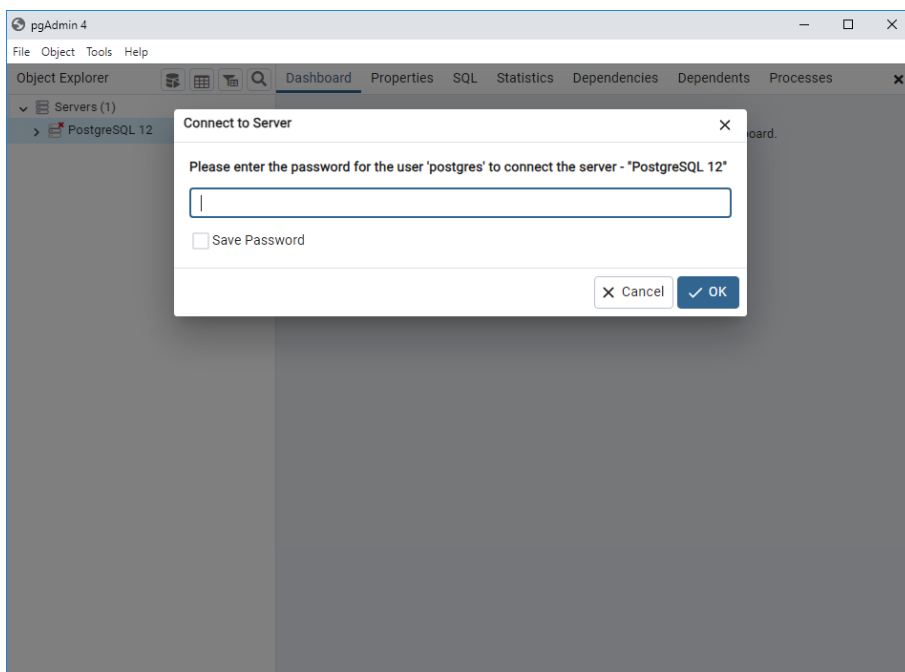 pgAdmin 4
File Object Tools Help
Object Explorer Dashboard Properties SQL Statistics Dependencies Dependents Processes
Servers (1)
PostgreSQL 12
Connect to Server
Please enter the password for the user 'postgres' to connect the server - "PostgreSQL 12"
Save Password
Cancel OK